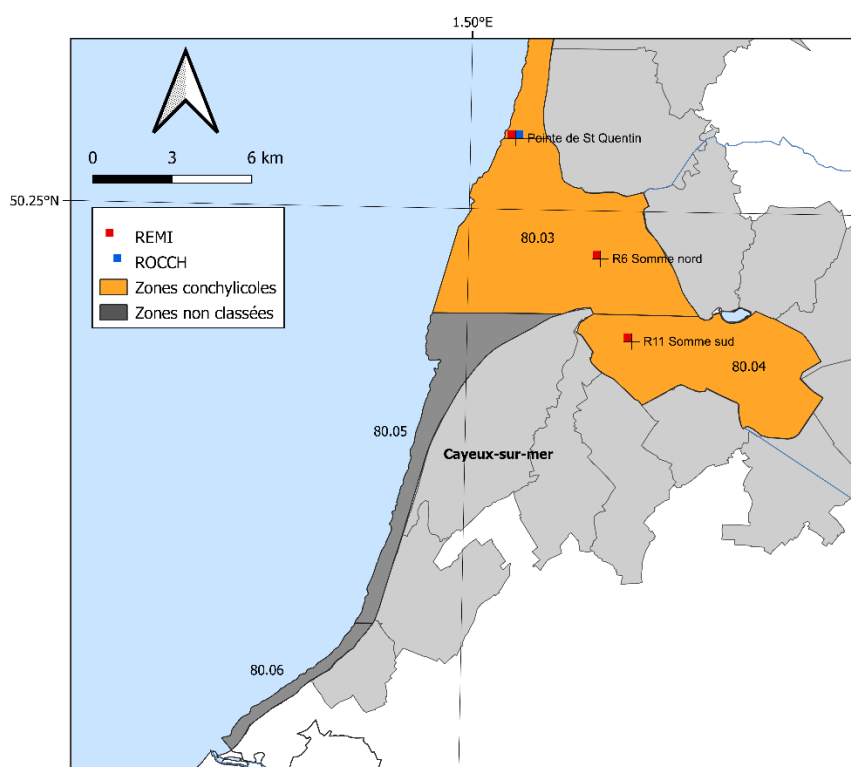 1.50°E
0 3 6 km
Pointe de St Quentin
50.25°N
REMI
ROCCH
Zones conchylicoles
Zones non classées
80.03
R6 Somme nord
R11 Somme sud
80.04
80.05
Cayeux-sur-mer
80.06